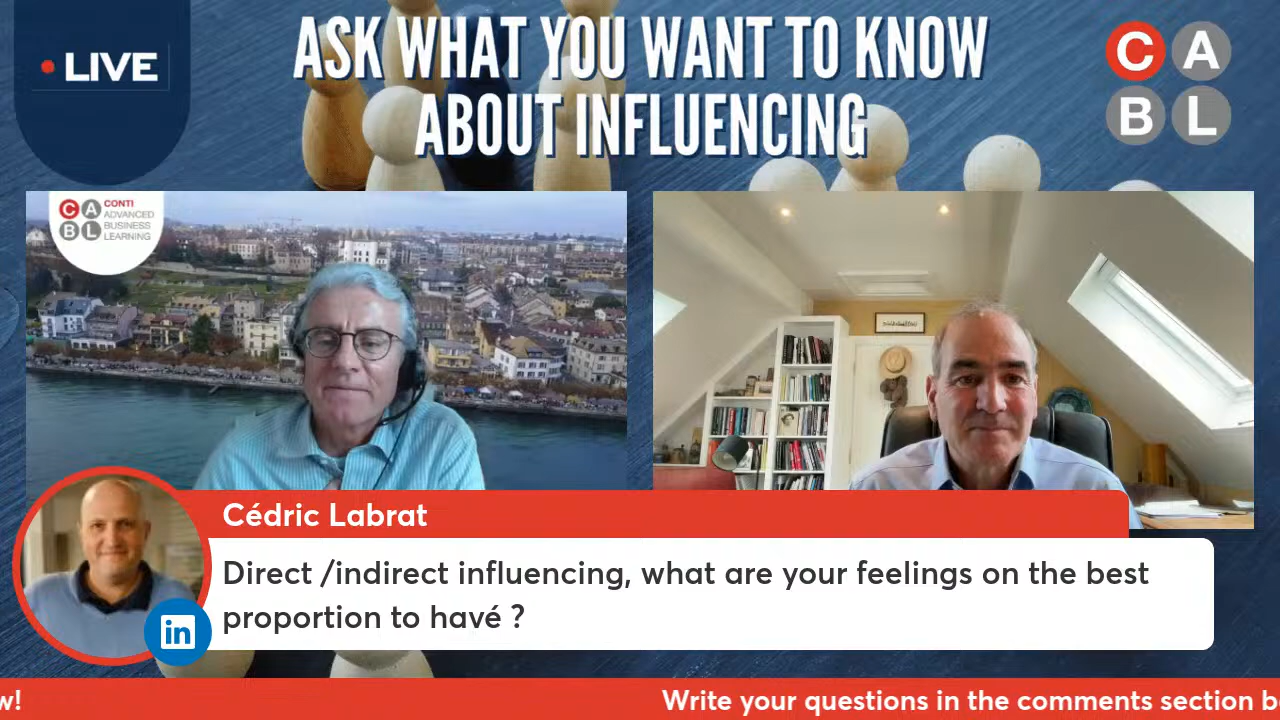 LIVE
ASK WHAT YOU WANT TO KNOW
ABOUT INFLUENCING
C A
B L
C A
B L
CONTI
ADVANCED
BUSINESS
LEARNING
Cédric Labrat
Direct /indirect influencing, what are your feelings on the best
proportion to havé ?
in
w!
Write your questions in the comments section b